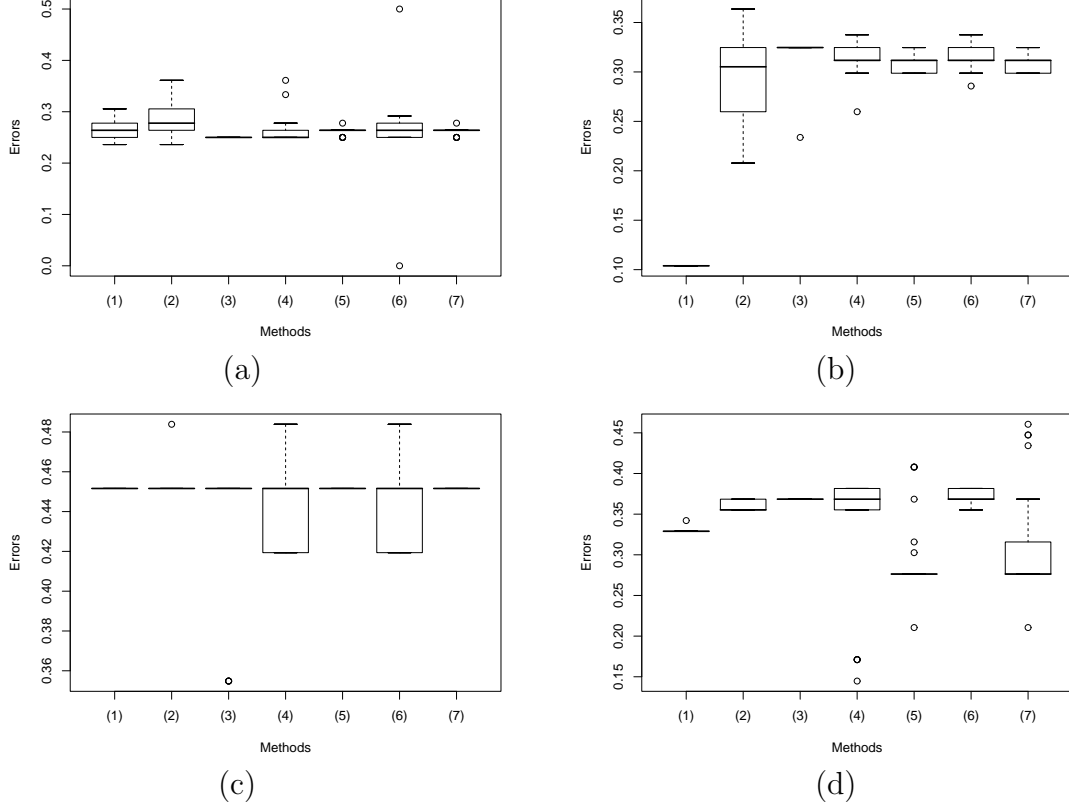 0.5
0.4
0.3
0.2
0.1
0.0
Errors
(1) (2) (3) (4) (5) (6) (7)
Methods
(a)
0.35
0.30
0.25
0.20
0.15
0.10
Errors
(1) (2) (3) (4) (5) (6) (7)
Methods
(b)
0.48
0.46
0.44
0.42
0.40
0.38
0.36
Errors
(1) (2) (3) (4) (5) (6) (7)
Methods
(c)
0.45
0.40
0.35
0.30
0.25
0.20
0.15
Errors
(1) (2) (3) (4) (5) (6) (7)
Methods
(d)